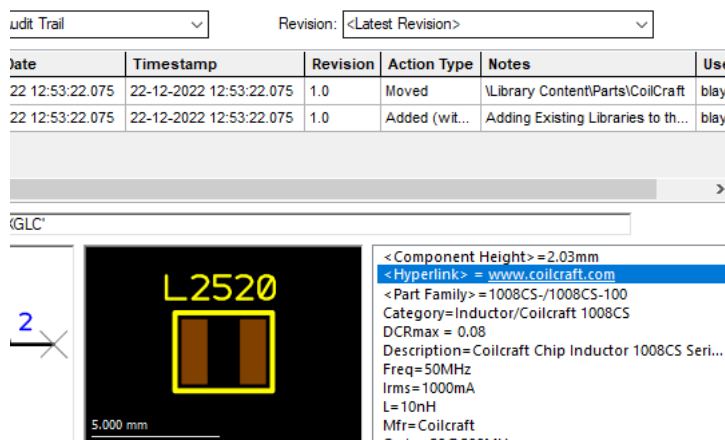 udit Trail Revision: <Latest Revision>
Date Timestamp Revision Action Type Notes Use
22 12:53:22.075 22-12-2022 12:53:22.075 1.0 Moved \Library Content\Parts\CoilCraft blay
22 12:53:22.075 22-12-2022 12:53:22.075 1.0 Added (wit... Adding Existing Libraries to th... blay
XGLC'
2
L2520
5.000 mm
<Component Height>=2.03mm
<Hyperlink> = www.coilcraft.com
<Part Family>=1008CS-/1008CS-100
Category=Inductor/Coilcraft 1008CS
DCRmax = 0.08
Description=Coilcraft Chip Inductor 1008CS Seri...
Freq=50MHz
Irms=1000mA
L=10nH
Mfr=Coilcraft